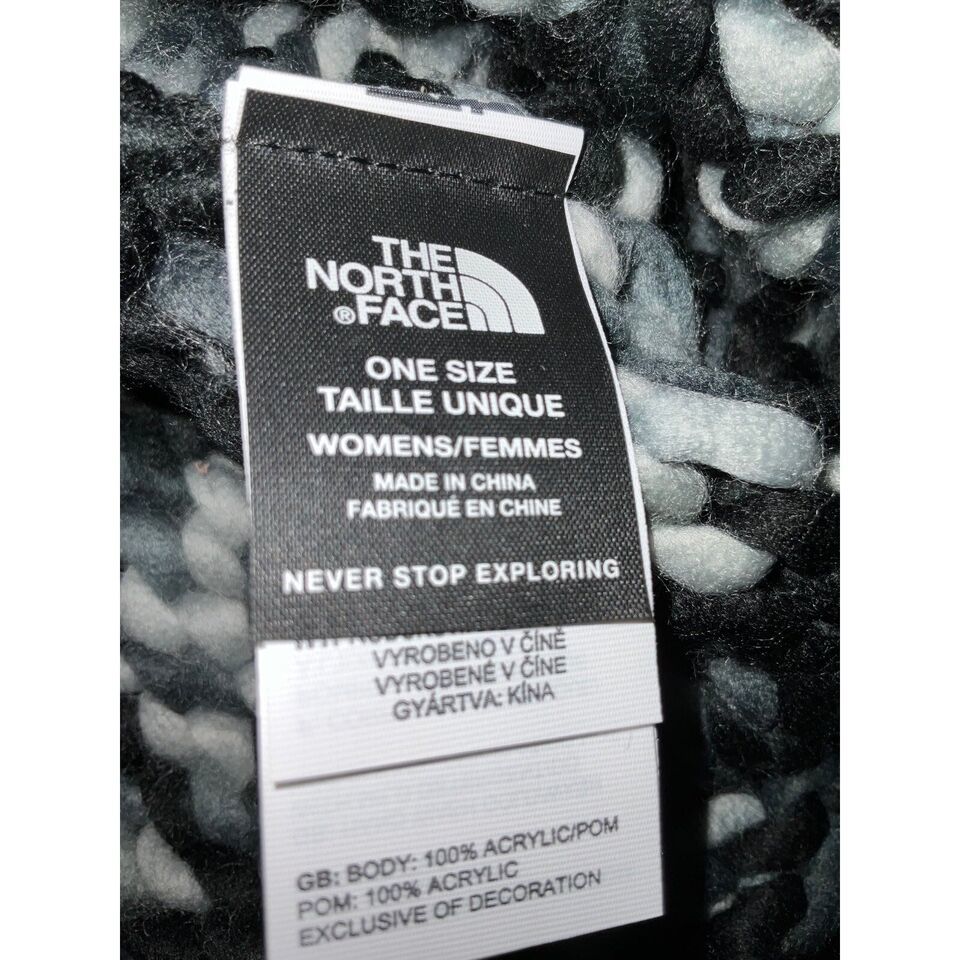 THE
NORTH
®FACE
ONE SIZE
TAILLE UNIQUE
WOMENS/FEMMES
MADE IN CHINA
FABRIQUÉ EN CHINE
NEVER STOP EXPLORING
VYROBENO V ČÍNĚ
VYROBENÉ V ČÍNE
GYÁRTVA: KÍNA
GB: BODY: 100% ACRYLIC/POM
POM: 100% ACRYLIC
EXCLUSIVE OF DECORATION